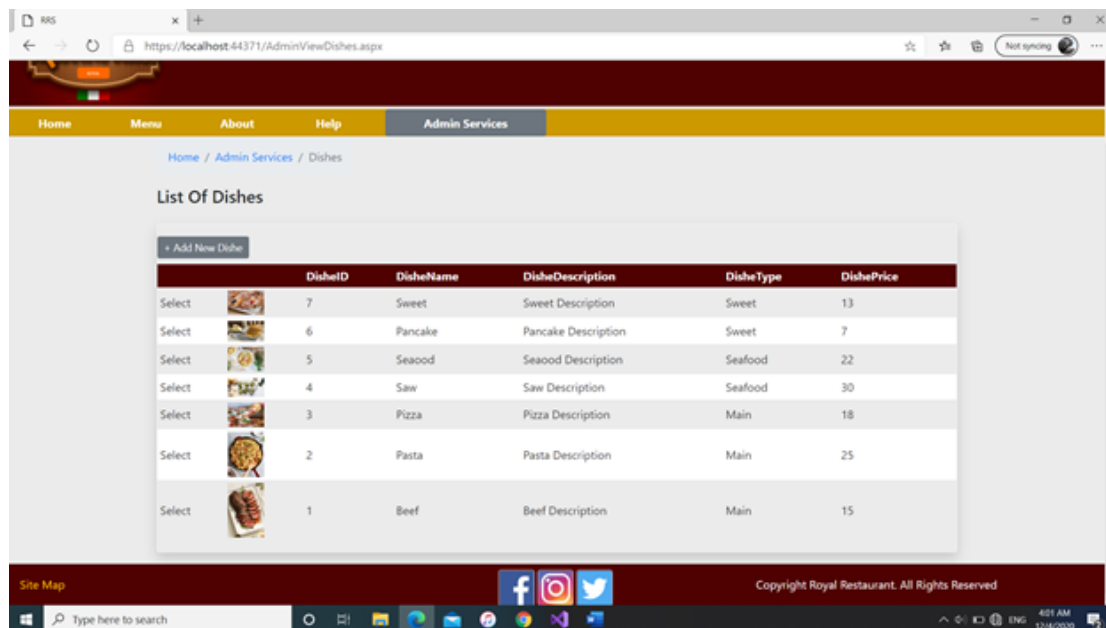 RRS
https://localhost:44371/AdminViewDishes.aspx
Not syncing
Home Menu About Help Admin Services
Home / Admin Services / Dishes
List Of Dishes
+ Add New Dishe
DisheID DisheName DisheDescription DisheType DishePrice
Select 7 Sweet Sweet Description Sweet 13
Select 6 Pancake Pancake Description Sweet 7
Select 5 Seaood Seaood Description Seafood 22
Select 4 Saw Saw Description Seafood 30
Select 3 Pizza Pizza Description Main 18
Select 2 Pasta Pasta Description Main 25
Select 1 Beef Beef Description Main 15
Site Map Copyright Royal Restaurant. All Rights Reserved
Type here to search ENG 4:01 AM
12/4/2020